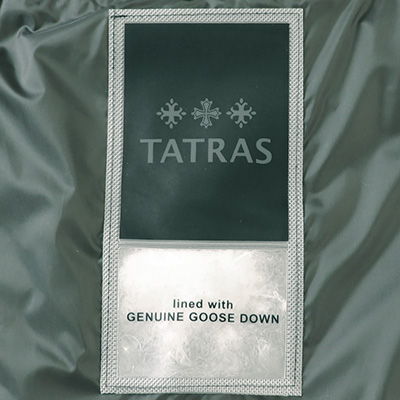 TATRAS
lined with
GENUINE GOOSE DOWN